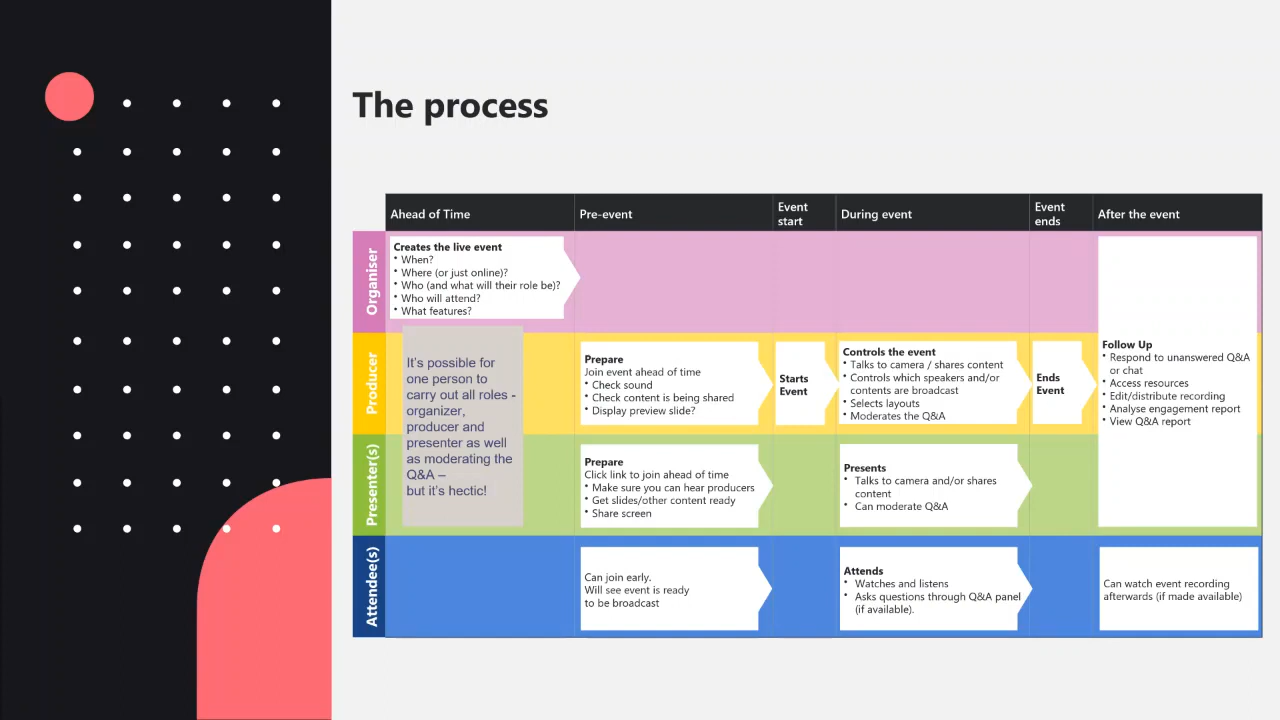 The process
Ahead of Time
Pre-event
Event
start
During event
Event
ends
After the event
Organiser
Creates the live event
• When?
• Where (or just online)?
• Who (and what will their role be)?
• Who will attend?
• What features?
Producer
It's possible for
one person to
carry out all roles -
organizer,
producer and
presenter as well
as moderating the
Q&A –
but it's hectic!
Prepare
Join event ahead of time
• Check sound
• Check content is being shared
• Display preview slide?
Starts
Event
Controls the event
• Talks to camera / shares content
• Controls which speakers and/or
contents are broadcast
• Selects layouts
• Moderates the Q&A
Ends
Event
Follow Up
• Respond to unanswered Q&A
or chat
• Access resources
• Edit/distribute recording
• Analyse engagement report
• View Q&A report
Presenter(s)
Prepare
Click link to join ahead of time
• Make sure you can hear producers
• Get slides/other content ready
• Share screen
Presents
• Talks to camera and/or shares
content
• Can moderate Q&A
Attendee(s)
Can join early.
Will see event is ready
to be broadcast
Attends
• Watches and listens
• Asks questions through Q&A panel
(if available).
Can watch event recording
afterwards (if made available)